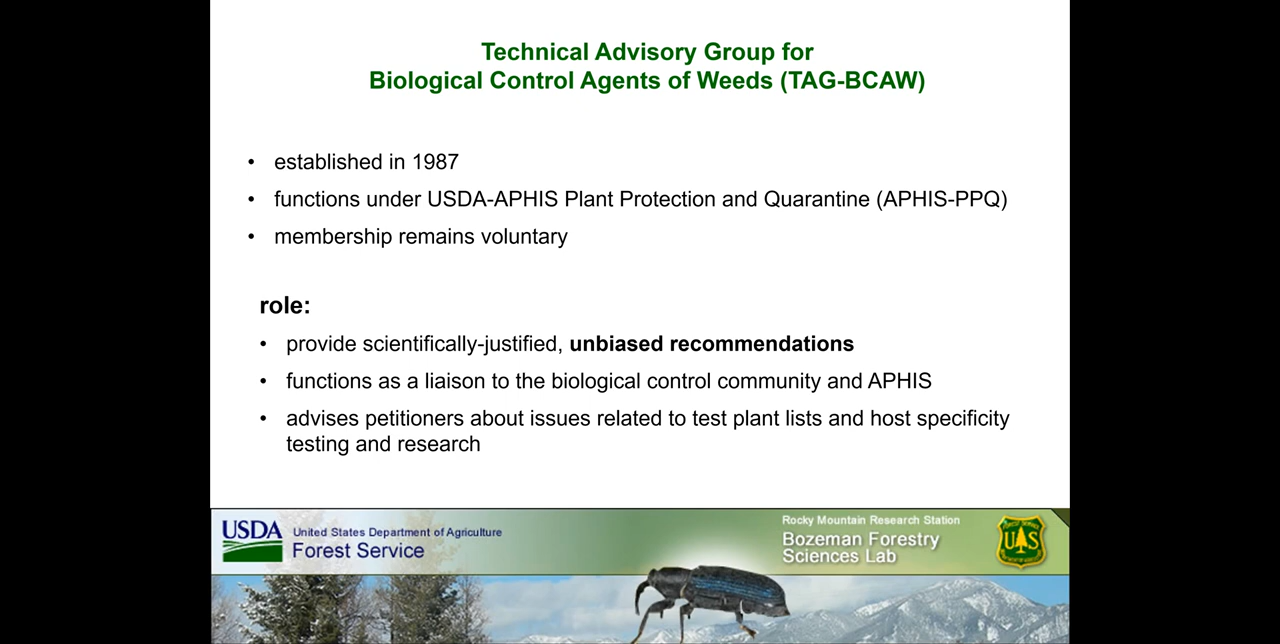 Technical Advisory Group for
Biological Control Agents of Weeds (TAG-BCAW)
• established in 1987
• functions under USDA-APHIS Plant Protection and Quarantine (APHIS-PPQ)
• membership remains voluntary
role:
• provide scientifically-justified, unbiased recommendations
• functions as a liaison to the biological control community and APHIS
• advises petitioners about issues related to test plant lists and host specificity
testing and research
USDA
United States Department of Agriculture
Forest Service
Rocky Mountain Research Station
Bozeman Forestry
Sciences Lab
UAS